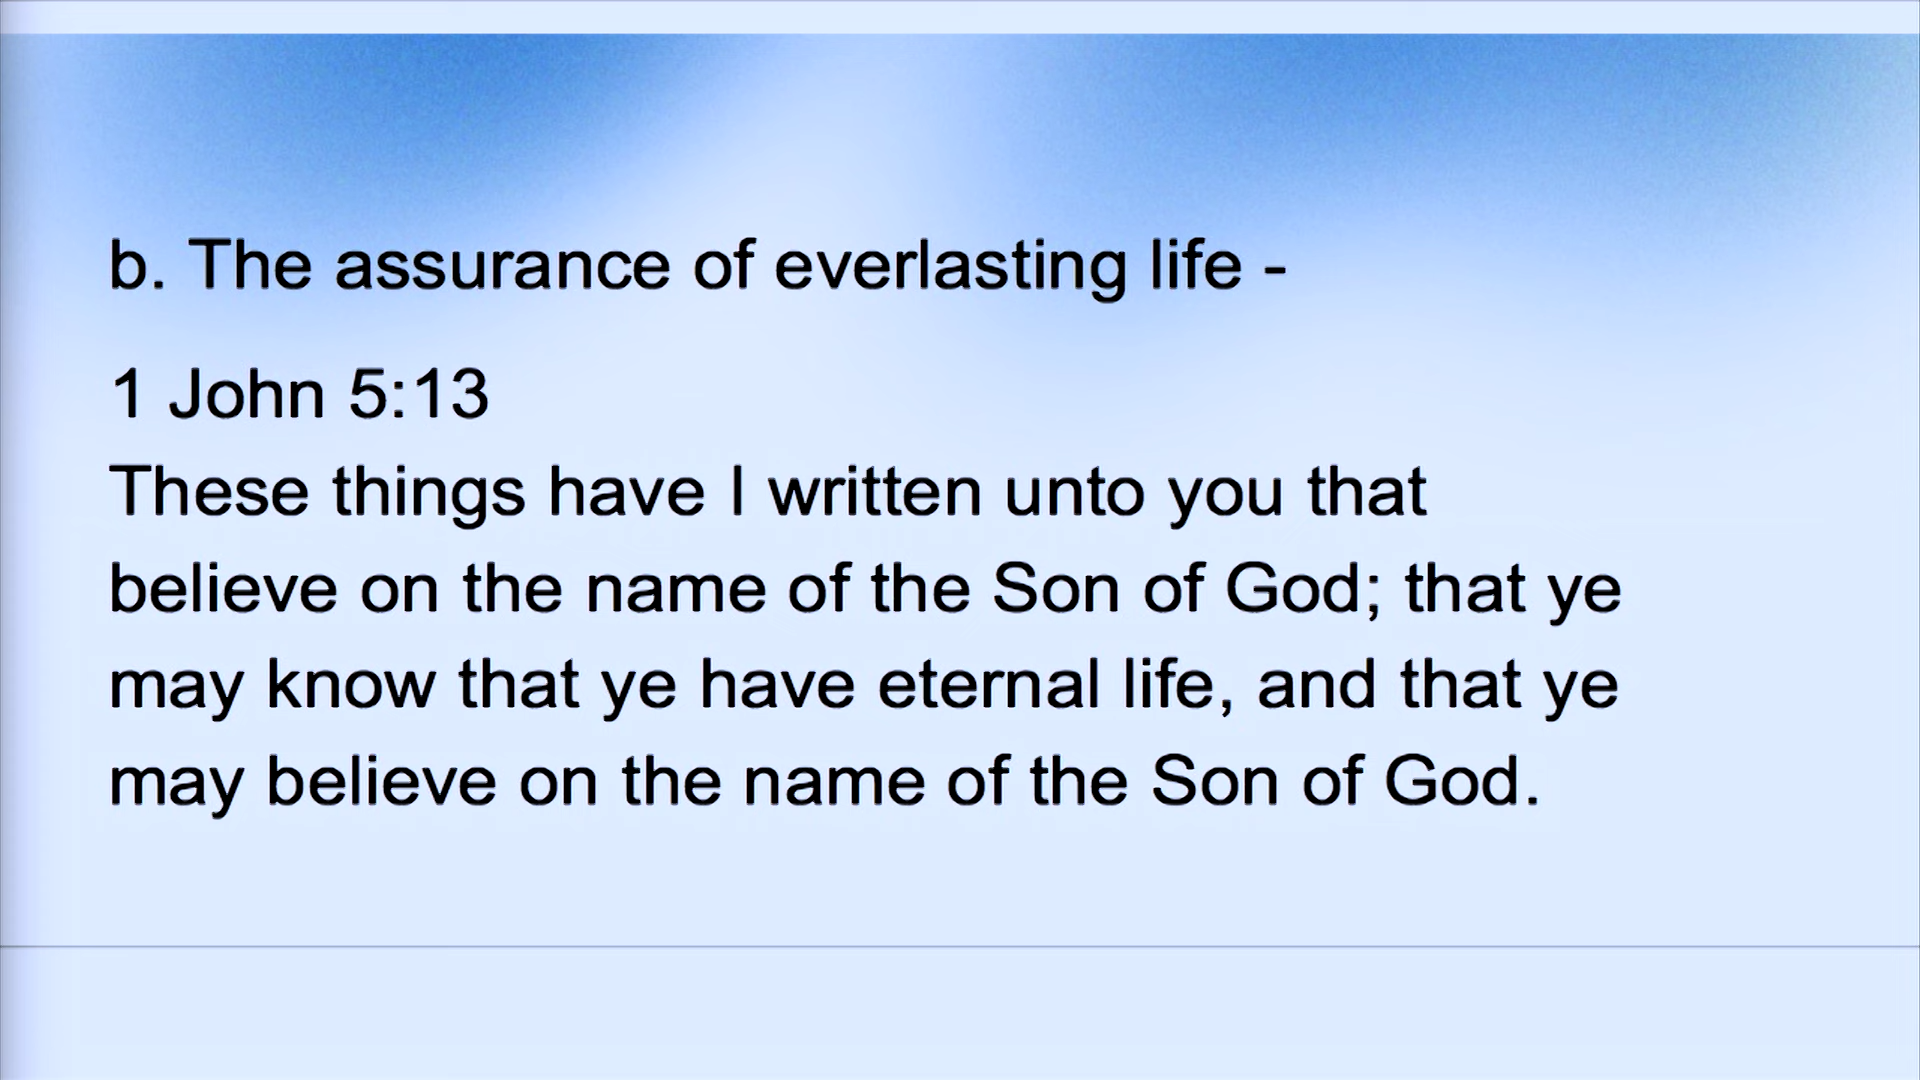 b. The assurance of everlasting life -
1 John 5:13
These things have I written unto you that
believe on the name of the Son of God; that ye
may know that ye have eternal life, and that ye
may believe on the name of the Son of God.